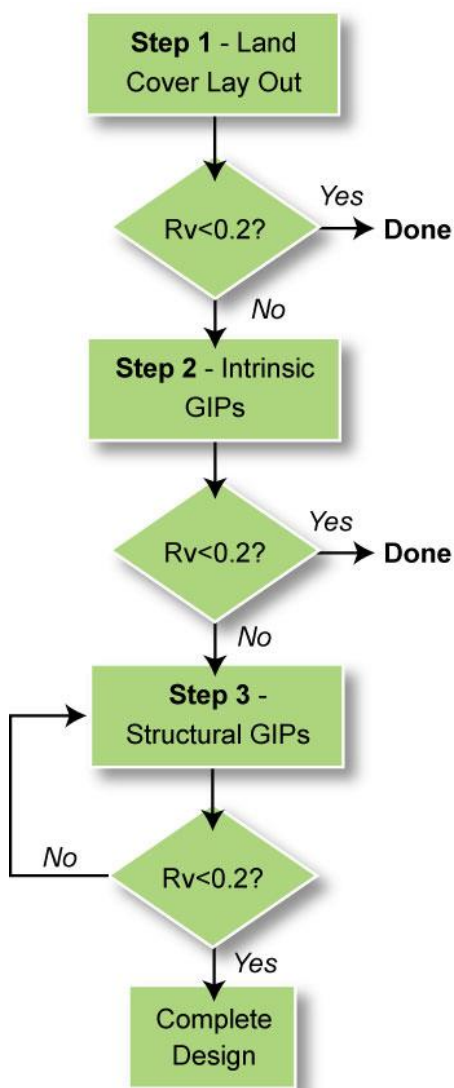 Step 1 - Land
Cover Lay Out
Rv<0.2?
Yes
Done
No
Step 2 - Intrinsic
GIPs
Rv<0.2?
Yes
Done
No
Step 3 -
Structural GIPs
Rv<0.2?
No
Yes
Complete
Design